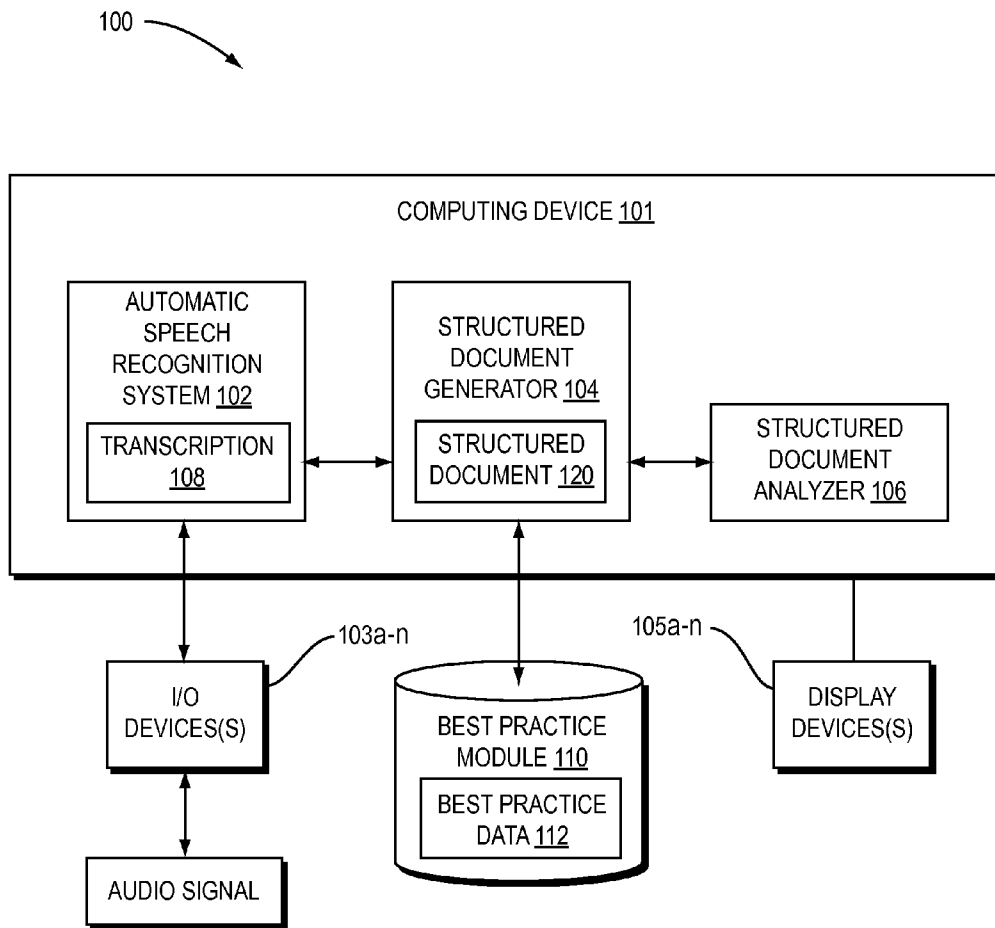 100
COMPUTING DEVICE 101
AUTOMATIC
SPEECH
RECOGNITION
SYSTEM 102
TRANSCRIPTION
108
STRUCTURED
DOCUMENT
GENERATOR 104
STRUCTURED
DOCUMENT 120
STRUCTURED
DOCUMENT
ANALYZER 106
103a-n
105a-n
I/O
DEVICES(S)
BEST PRACTICE
MODULE 110
BEST PRACTICE
DATA 112
DISPLAY
DEVICES(S)
AUDIO SIGNAL